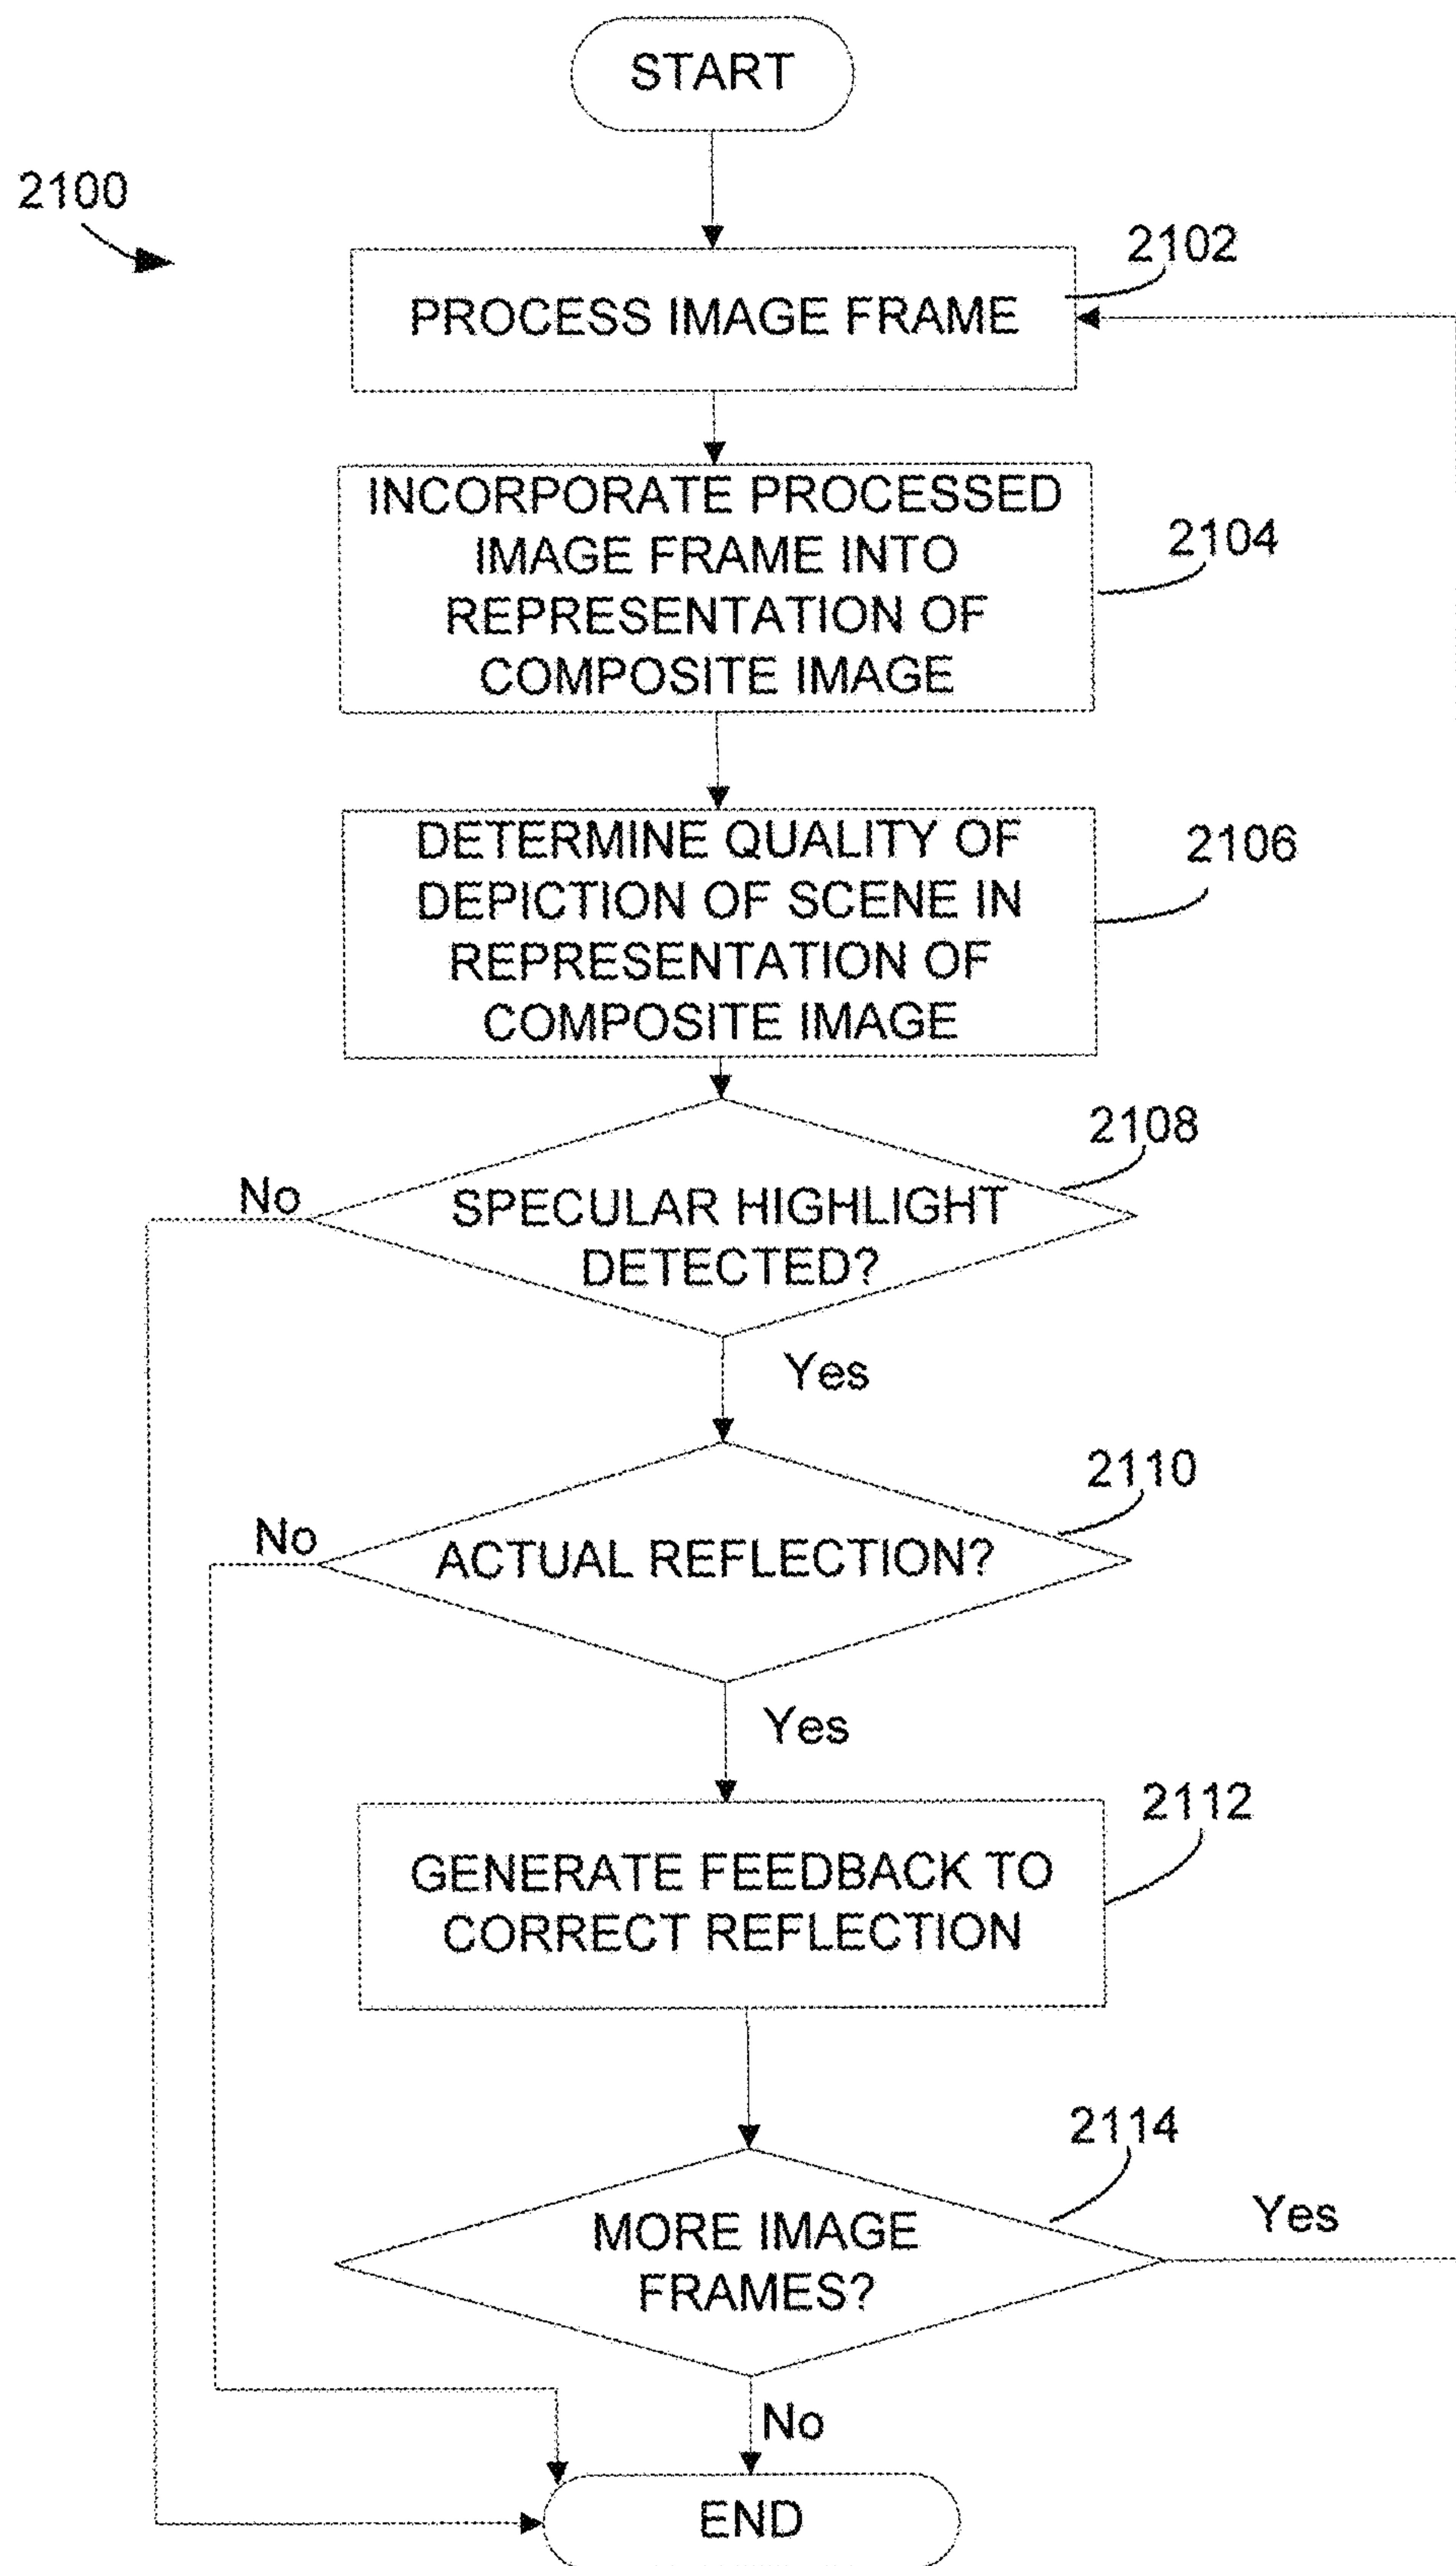 START
2100
2102
PROCESS IMAGE FRAME
INCORPORATE PROCESSED
IMAGE FRAME INTO
REPRESENTATION OF
COMPOSITE IMAGE
2104
DETERMINE QUALITY OF
DEPICTION OF SCENE IN
REPRESENTATION OF
COMPOSITE IMAGE
2106
2108
No
SPECULAR HIGHLIGHT
DETECTED?
Yes
2110
No
ACTUAL REFLECTION?
Yes
2112
GENERATE FEEDBACK TO
CORRECT REFLECTION
2114
MORE IMAGE
FRAMES?
Yes
No
END